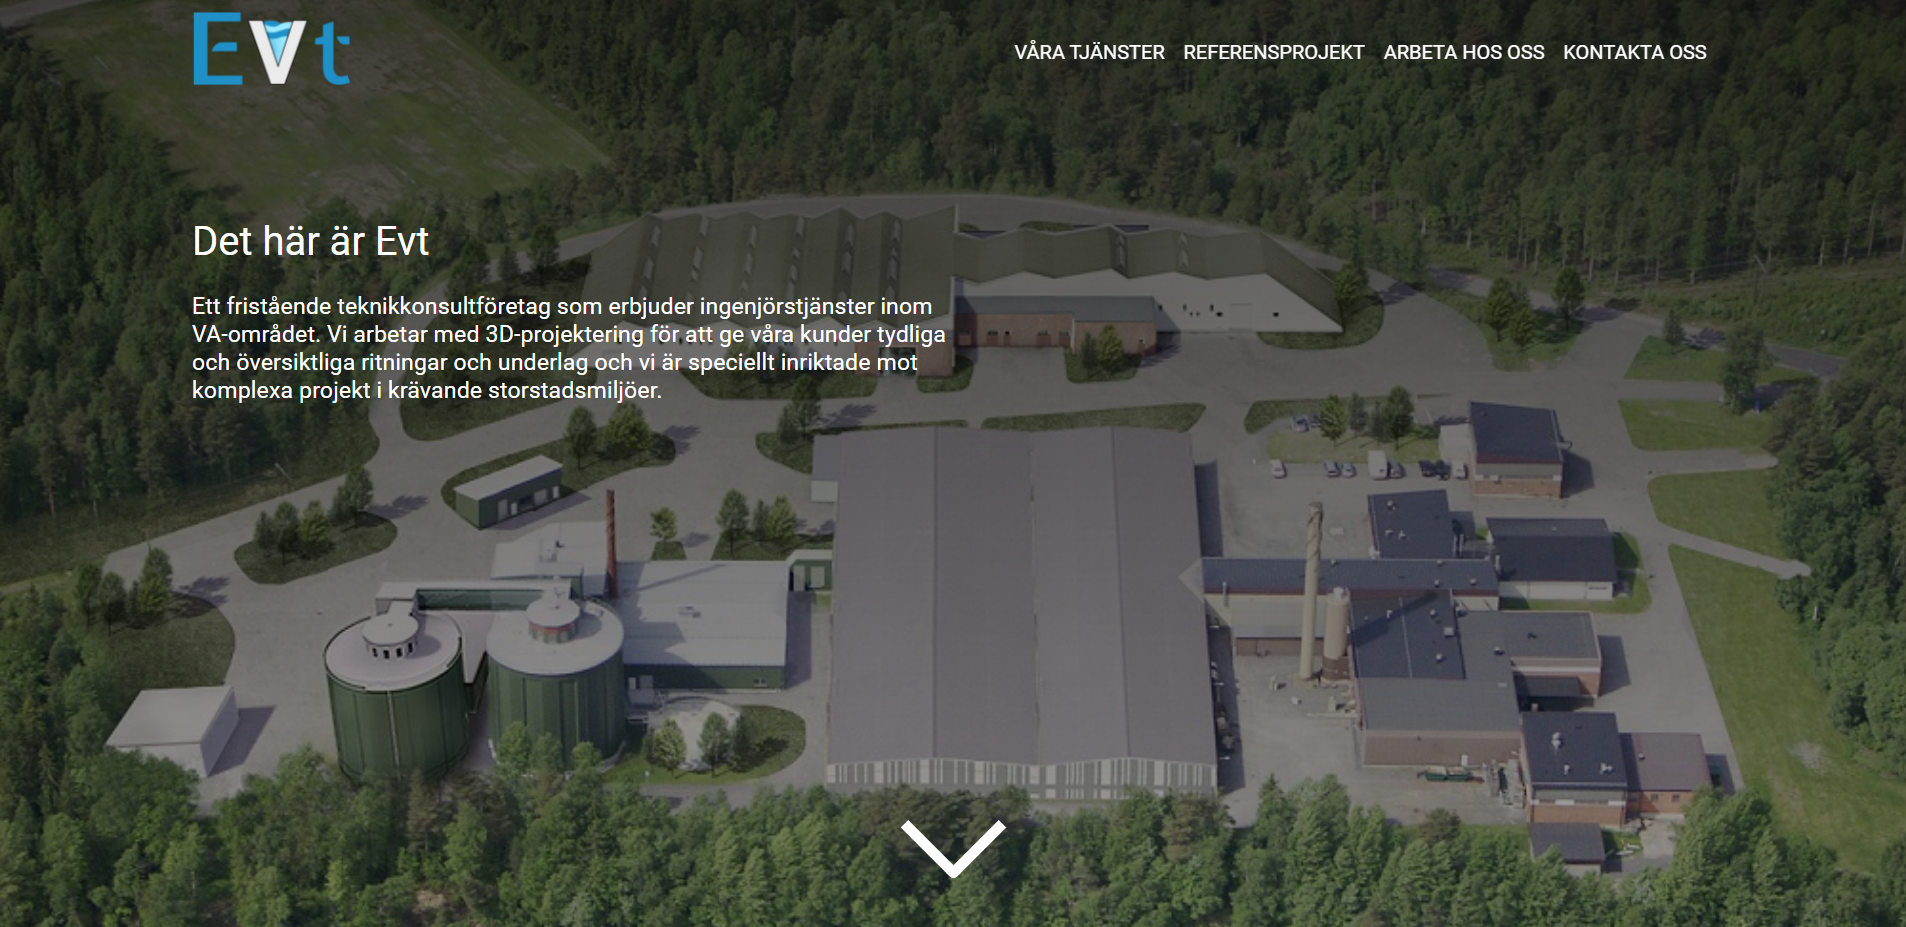 Evt
VÅRA TJÄNSTER REFERENSPROJEKT ARBETA HOS OSS KONTAKTA OSS
Det här är Evt
Ett fristående teknikkonsultföretag som erbjuder ingenjörstjänster inom
VA-området. Vi arbetar med 3D-projektering för att ge våra kunder tydliga
och översiktliga ritningar och underlag och vi är speciellt inriktade mot
komplexa projekt i krävande storstadsmiljöer.